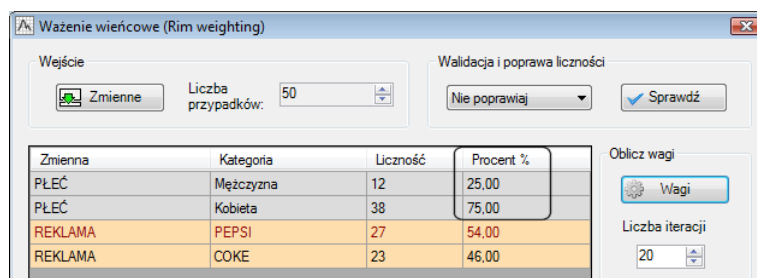 Ważenie wieńcowe (Rim weighting)
Wejście
Walidacja i poprawa liczności
Zmienne
Liczba przypadków:
50
Nie poprawiaj
Sprawdź
Zmienna Kategoria Liczność Procent %
PŁEĆ Mężczyzna 12 25,00
PŁEĆ Kobieta 38 75,00
REKLAMA PEPSI 27 54,00
REKLAMA COKE 23 46,00
Oblicz wagi
Wagi
Liczba iteracji
20